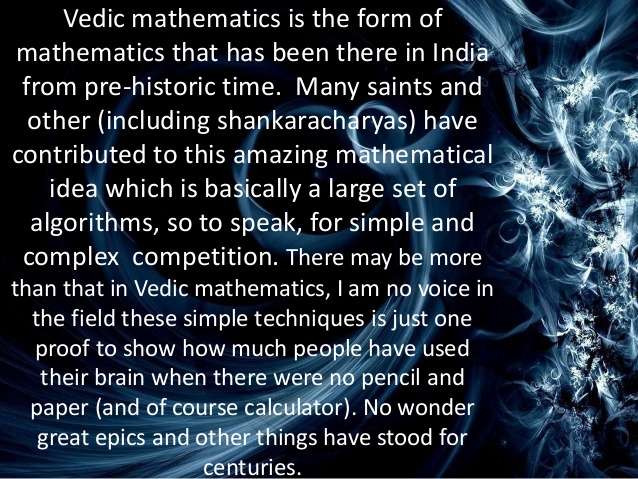 Vedic mathematics is the form of
mathematics that has been there in India
from pre-historic time.  Many saints and
other (including shankaracharyas) have
contributed to this amazing mathematical
idea which is basically a large set of
algorithms, so to speak, for simple and
complex  competition. There may be more
than that in Vedic mathematics, I am no voice in
the field these simple techniques is just one
proof to show how much people have used
their brain when there were no pencil and
paper (and of course calculator). No wonder
great epics and other things have stood for
centuries.